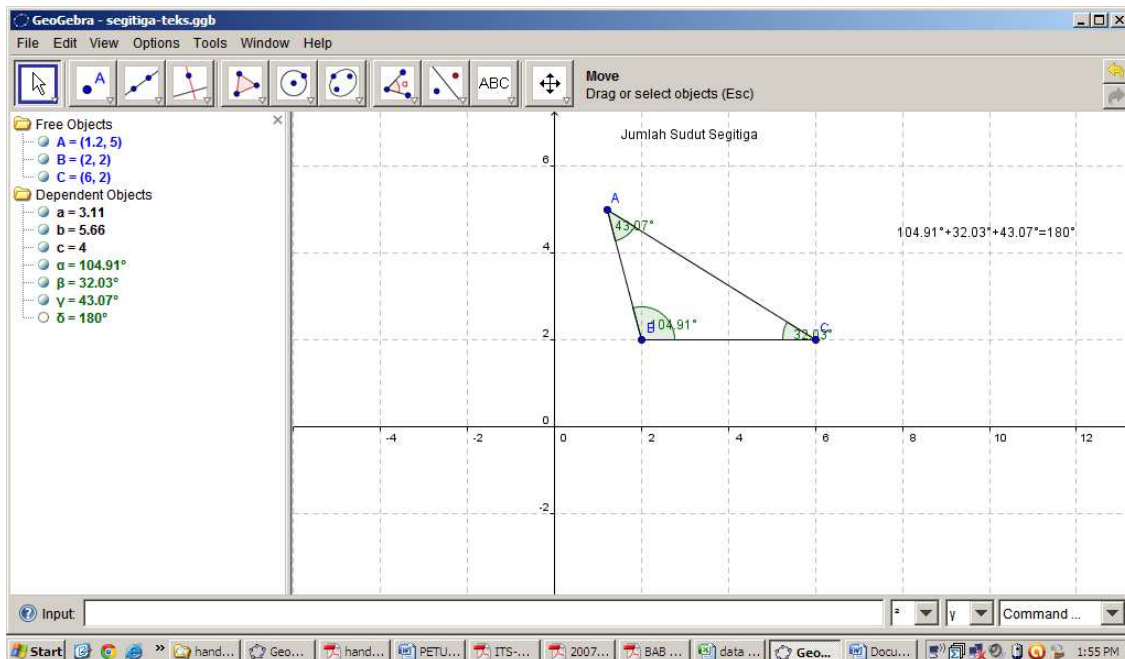 GeoGebra - segitiga-teks.ggb
File Edit View Options Tools Window Help
A
α
ABC
Move
Drag or select objects (Esc)
Free Objects
A = (1.2, 5)
B = (2, 2)
C = (6, 2)
Dependent Objects
a = 3.11
b = 5.66
c = 4
α = 104.91°
β = 32.03°
γ = 43.07°
δ = 180°
Jumlah Sudut Segitiga
6
A
43.07°
104.91°+32.03°+43.07°=180°
4
B
104.91°
C
32.03°
2
0
-4 -2 0 2 4 6 8 10 12
-2
Input:
² γ Command ...
Start » hand... Geo... hand... PETU... ITS-... 2007... BAB ... data ... Geo... Docu... 1:55 PM